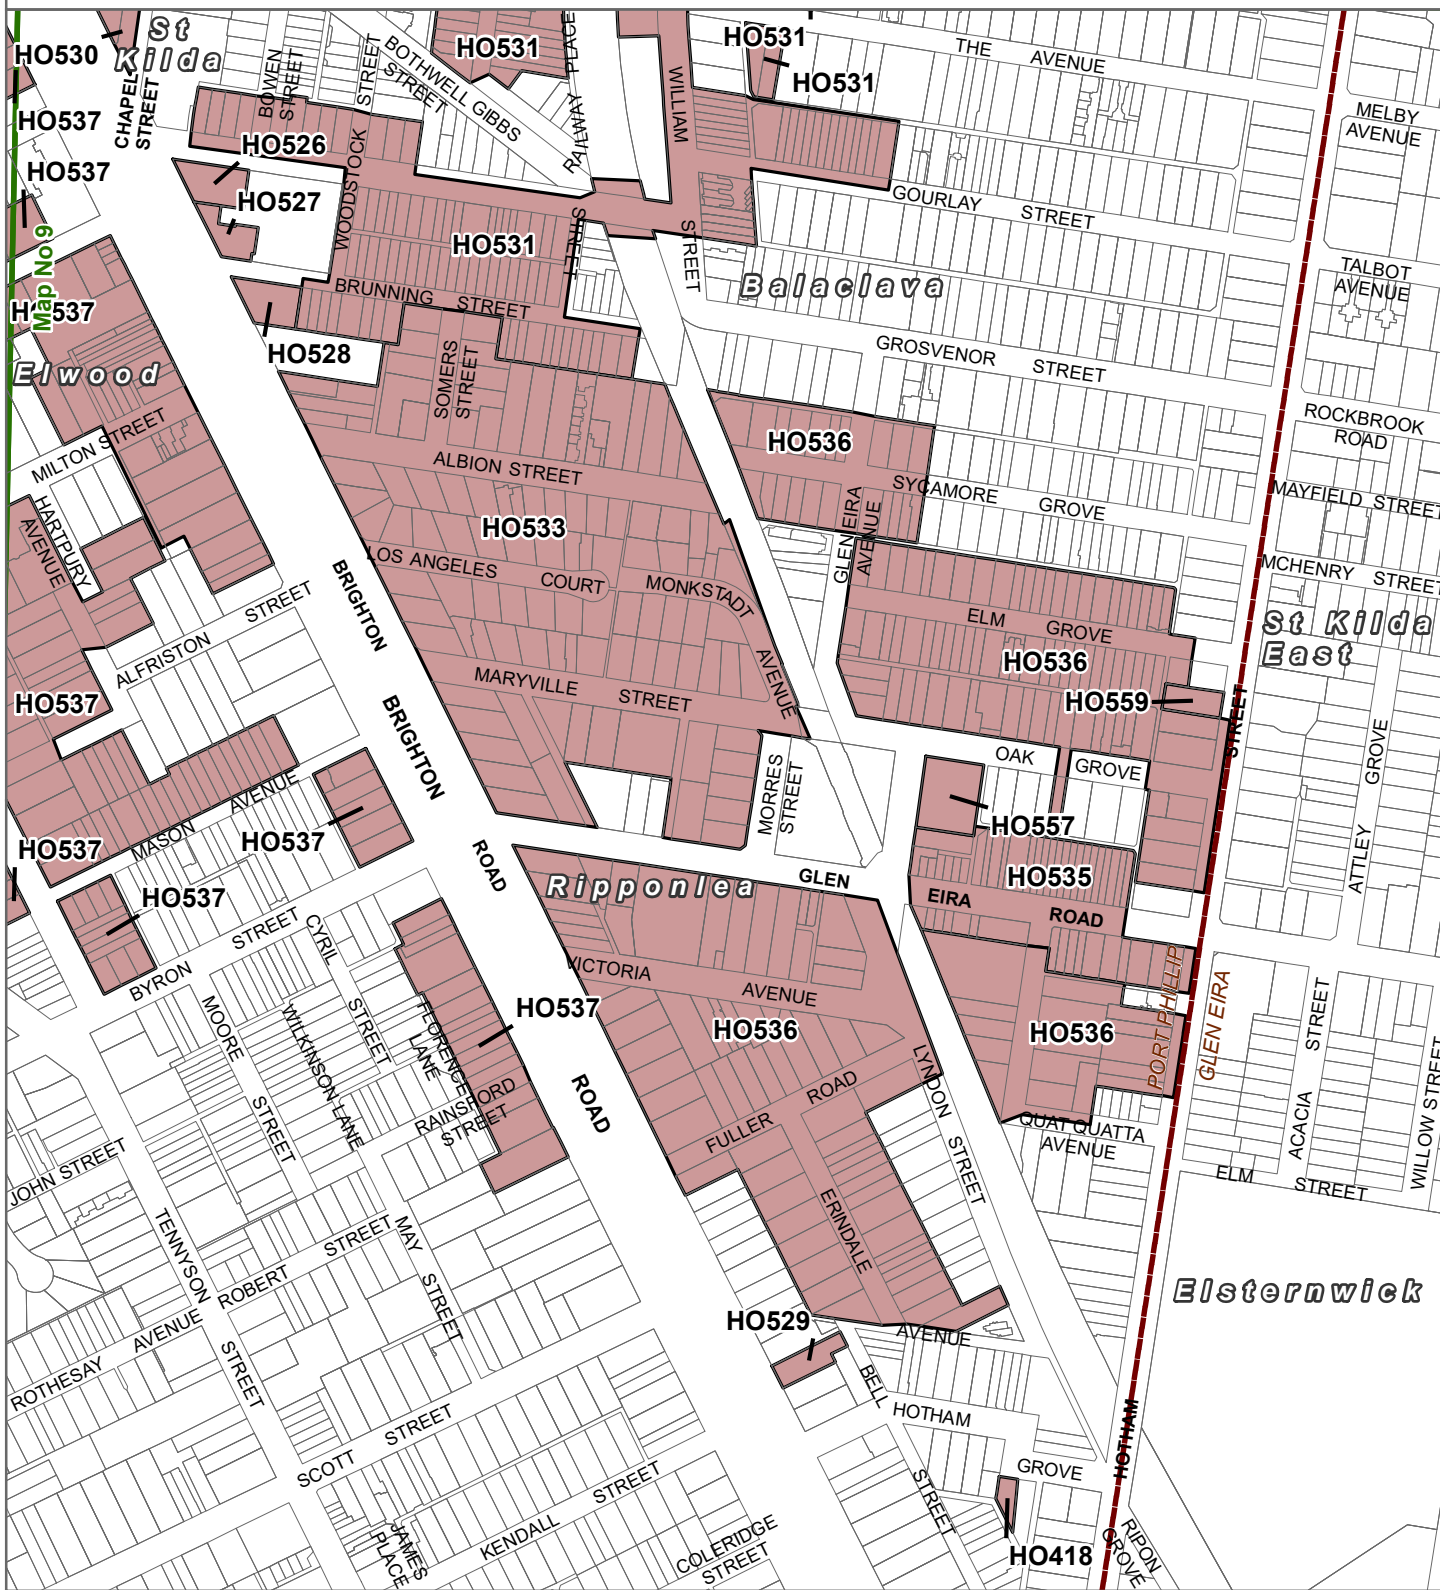 St
Kilda
HO530
HO531
HO531
HO531
THE AVENUE
BOWEN
STREET
STREET
BOTHWELL GIBBS
STREET
RAILWAY PLACE
WILLIAM
STREET
CHAPEL
STREET
HO537
HO537
MELBY
AVENUE
HO526
HO527
WOODSTOCK
HO531
STREET
GOURLAY STREET
Map No 9
HO537
BRUNNING STREET
Balaclava
TALBOT
AVENUE
HO528
SOMERS
STREET
GROSVENOR STREET
Elwood
MILTON STREET
HO536
ROCKBROOK
ROAD
ALBION STREET
SYCAMORE GROVE
MAYFIELD STREET
HARTPURY
AVENUE
HO533
GLEN EIRA
AVENUE
BRIGHTON
LOS ANGELES COURT
MONKSTADT
AVENUE
MCHENRY STREET
ALFRISTON STREET
ELM GROVE
St Kilda
East
HO536
MARYVILLE STREET
HO559
STREET
HO537
BRIGHTON
MORRES
STREET
OAK GROVE
ATTLEY GROVE
MASON AVENUE
HO537
HO557
HO537
ROAD
GLEN
EIRA ROAD
HO535
Ripponlea
HO537
BYRON STREET
CYRIL
STREET
VICTORIA AVENUE
HO536
HO537
HO536
PORT PHILLIP
GLEN EIRA
ACACIA STREET
WILLOW STREET
MOORE
STREET
WILKINSON LANE
FLORENCE
LANE
RAINSFORD
STREET
ROAD
FULLER ROAD
LYNDON
STREET
QUAT QUATTA
AVENUE
ELM STREET
JOHN STREET
ERINDALE
AVENUE
TENNYSON
STREET
MAY
STREET
ROBERT STREET
ROTHESAY AVENUE
Elsternwick
HO529
BELL
STREET
HOTHAM
GROVE
HOTHAM
SCOTT STREET
KENDALL STREET
JAMES
PLACE
COLERIDGE
STREET
HO418
RIPON
GROVE